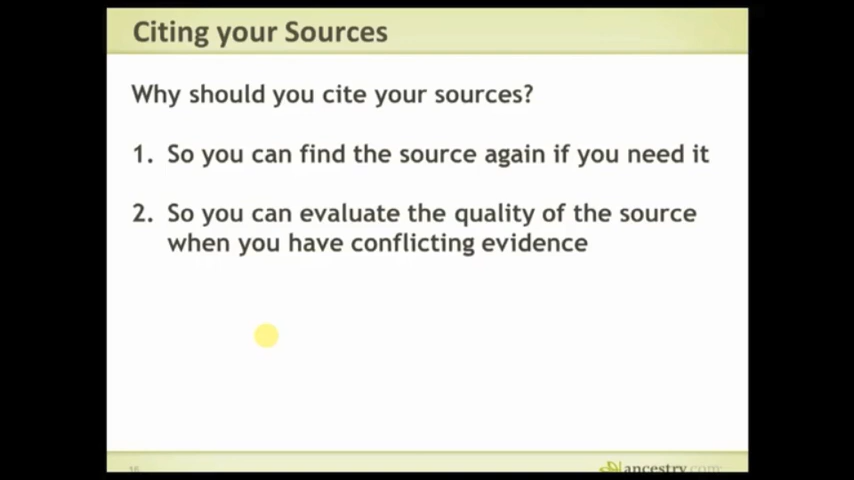 Citing your Sources
Why should you cite your sources?
1. So you can find the source again if you need it
2. So you can evaluate the quality of the source
when you have conflicting evidence
16
ancestry.com